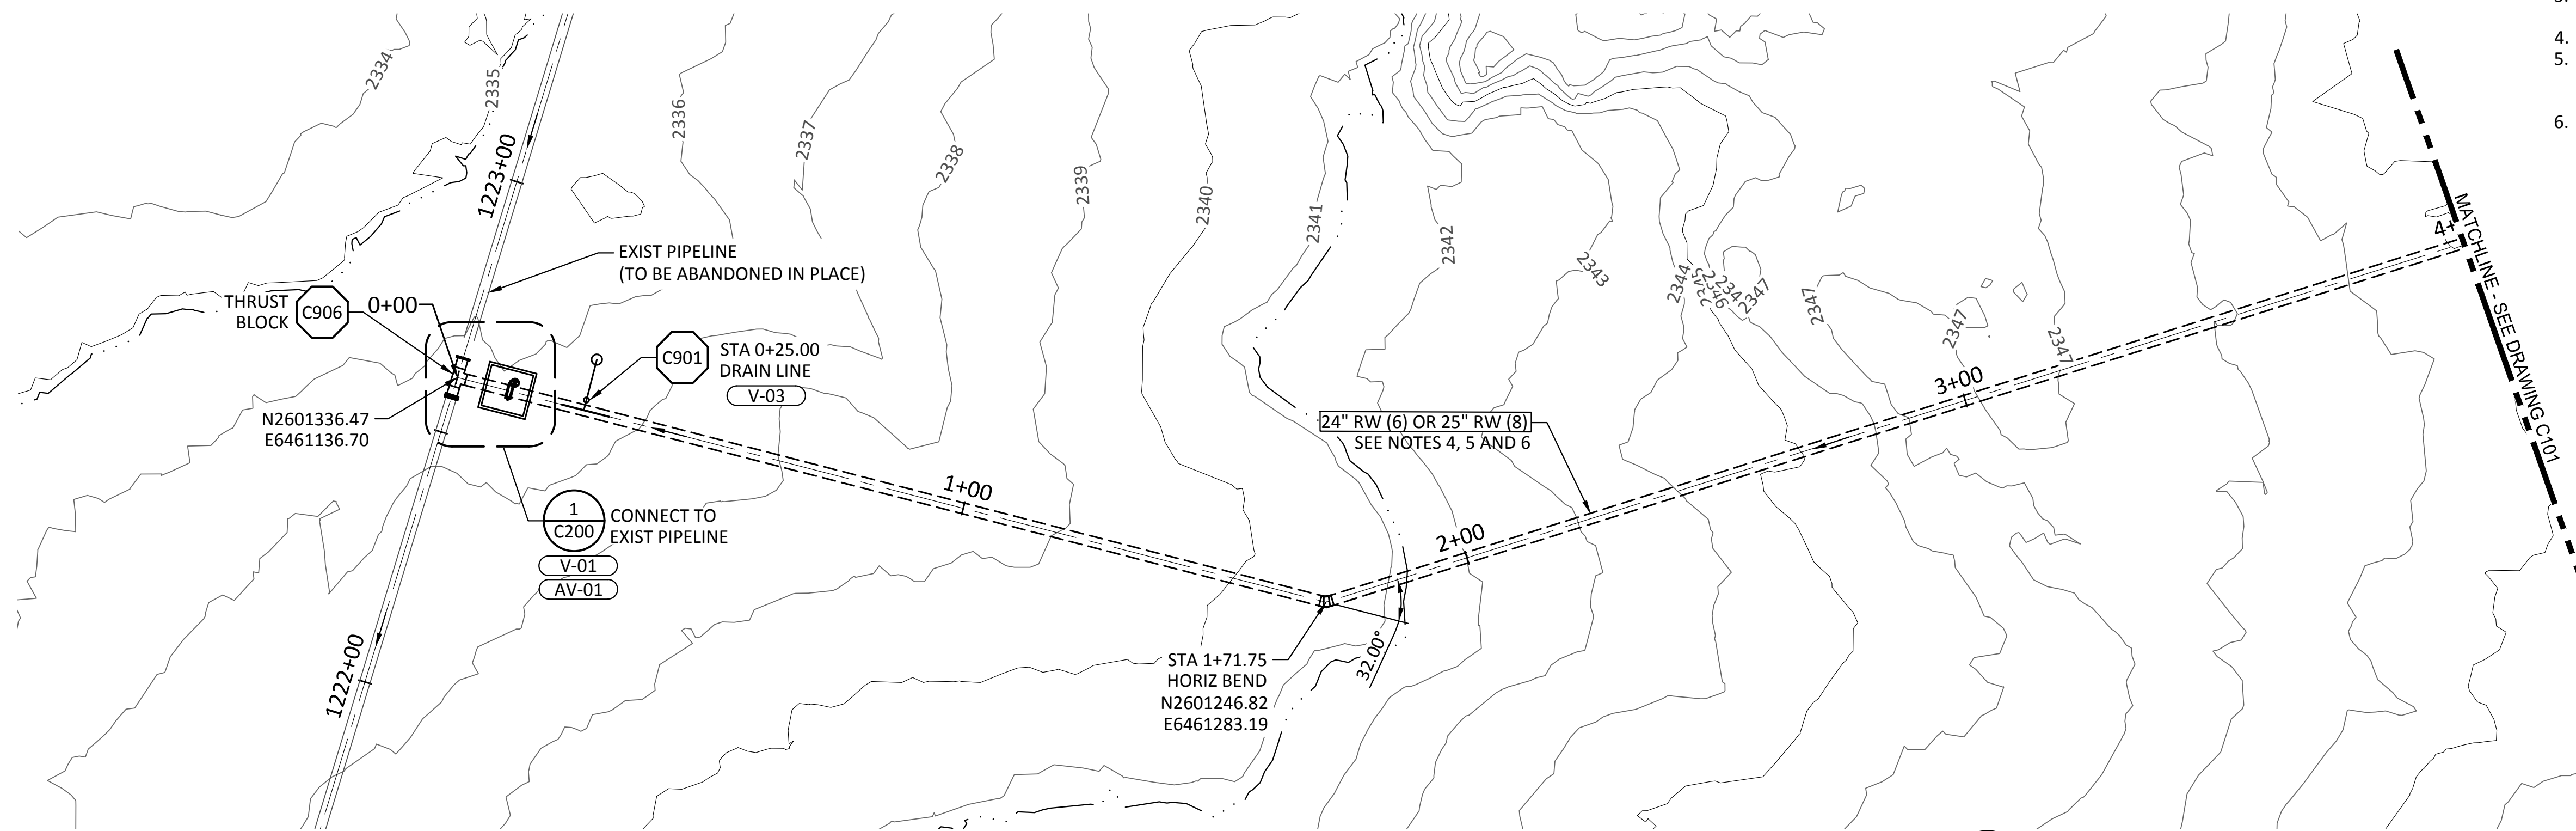 2334
2335
2336
2337
2338
2339
2340
2341
2342
2343
2344
2345
2346
2347
2347
2347
2347
4.
5.
6.
1223+00
EXIST PIPELINE
(TO BE ABANDONED IN PLACE)
THRUST
BLOCK
C906
0+00
C901
STA 0+25.00
DRAIN LINE
V-03
N2601336.47
E6461136.70
1
C200
CONNECT TO
EXIST PIPELINE
V-01
AV-01
1222+00
1+00
24" RW (6) OR 25" RW (8)
SEE NOTES 4, 5 AND 6
2+00
3+00
4+
STA 1+71.75
HORIZ BEND
N2601246.82
E6461283.19
32.00°
MATCHLINE - SEE DRAWING C101